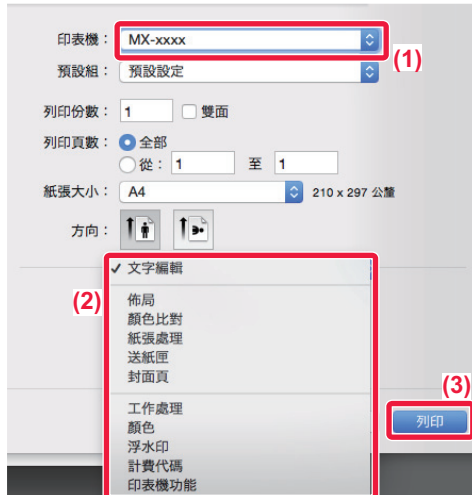 印表機： MX-xxxx
(1)
預設組： 預設設定
列印份數： 1 雙面
列印頁數： 全部
從： 1 至 1
紙張大小： A4 210 x 297 公釐
方向：
✓ 文字編輯
(2)
佈局
顏色比對
紙張處理
送紙匣
封面頁
(3)
工作處理
列印
顏色
浮水印
計費代碼
印表機功能